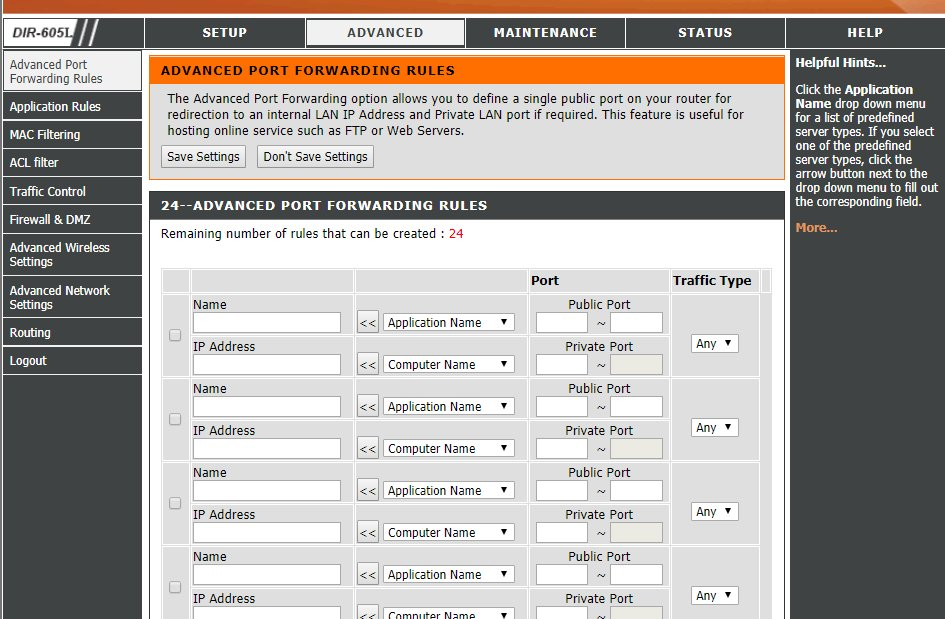 DIR-605L
SETUP
ADVANCED
MAINTENANCE
STATUS
HELP
Advanced Port
Forwarding Rules
Application Rules
MAC Filtering
ACL filter
Traffic Control
Firewall & DMZ
Advanced Wireless
Settings
Advanced Network
Settings
Routing
Logout
ADVANCED PORT FORWARDING RULES
The Advanced Port Forwarding option allows you to define a single public port on your router for
redirection to an internal LAN IP Address and Private LAN port if required. This feature is useful for
hosting online service such as FTP or Web Servers.
Save Settings Don't Save Settings
24--ADVANCED PORT FORWARDING RULES
Remaining number of rules that can be created : 24
Port Traffic Type
Name Public Port
<< Application Name ~
Any
IP Address Private Port
<< Computer Name ~
Name Public Port
<< Application Name ~
Any
IP Address Private Port
<< Computer Name ~
Name Public Port
<< Application Name ~
Any
IP Address Private Port
<< Computer Name ~
Name Public Port
<< Application Name ~
Any
IP Address Private Port
<< Computer Name ~
Helpful Hints...
Click the Application
Name drop down menu
for a list of predefined
server types. If you select
one of the predefined
server types, click the
arrow button next to the
drop down menu to fill out
the corresponding field.
More...